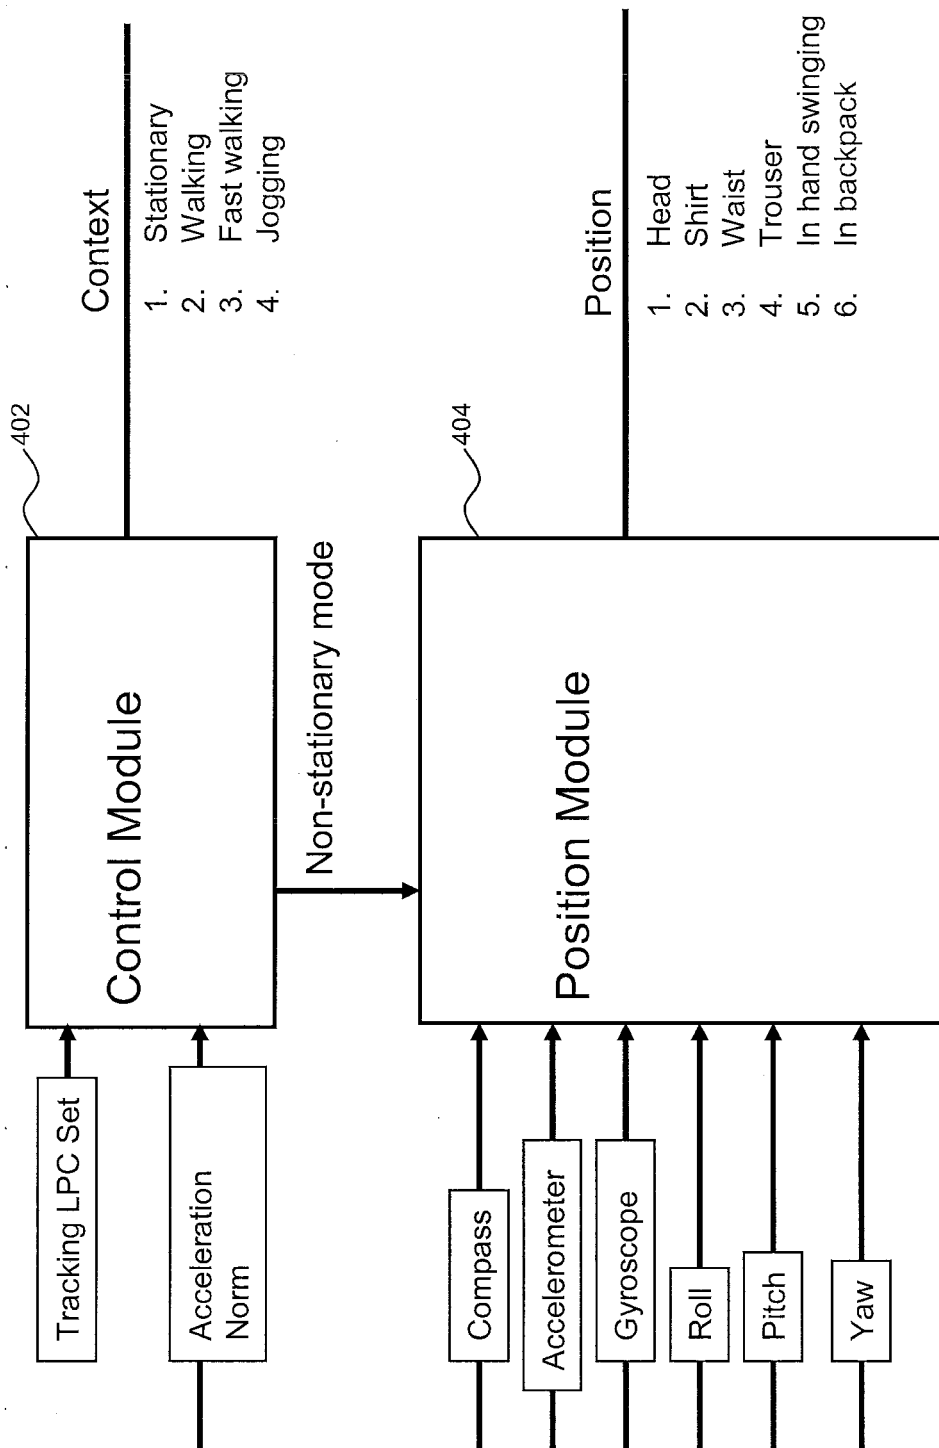 Tracking LPC Set
Acceleration
Norm
Control Module
402
Context
1. Stationary
2. Walking
3. Fast walking
4. Jogging
Non-stationary mode
Compass
Accelerometer
Gyroscope
Roll
Pitch
Yaw
Position Module
404
Position
1. Head
2. Shirt
3. Waist
4. Trouser
5. In hand swinging
6. In backpack